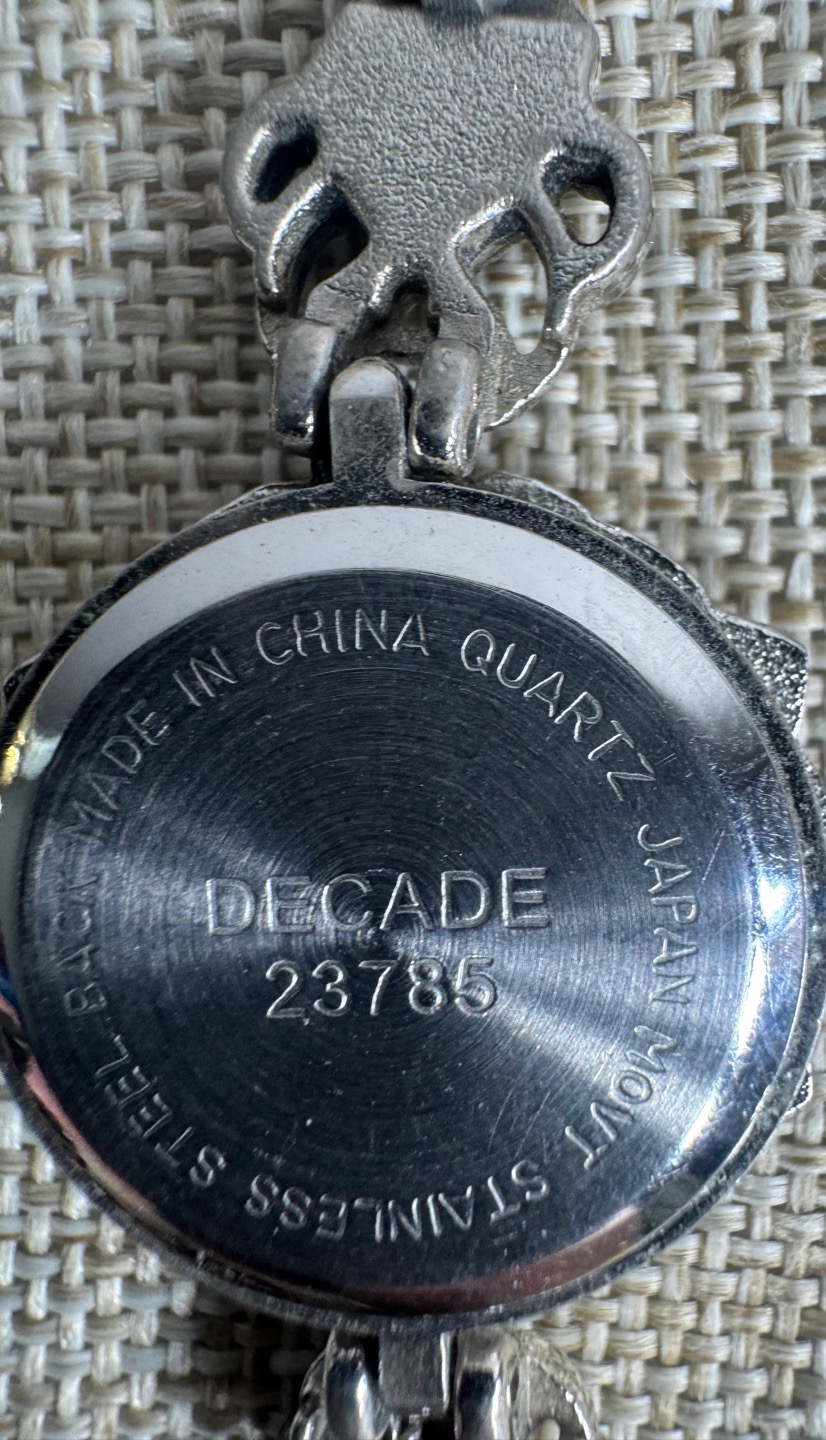 MADE IN CHINA QUARTZ JAPAN MOVT STAINLESS STEEL BACK
DECADE
23785